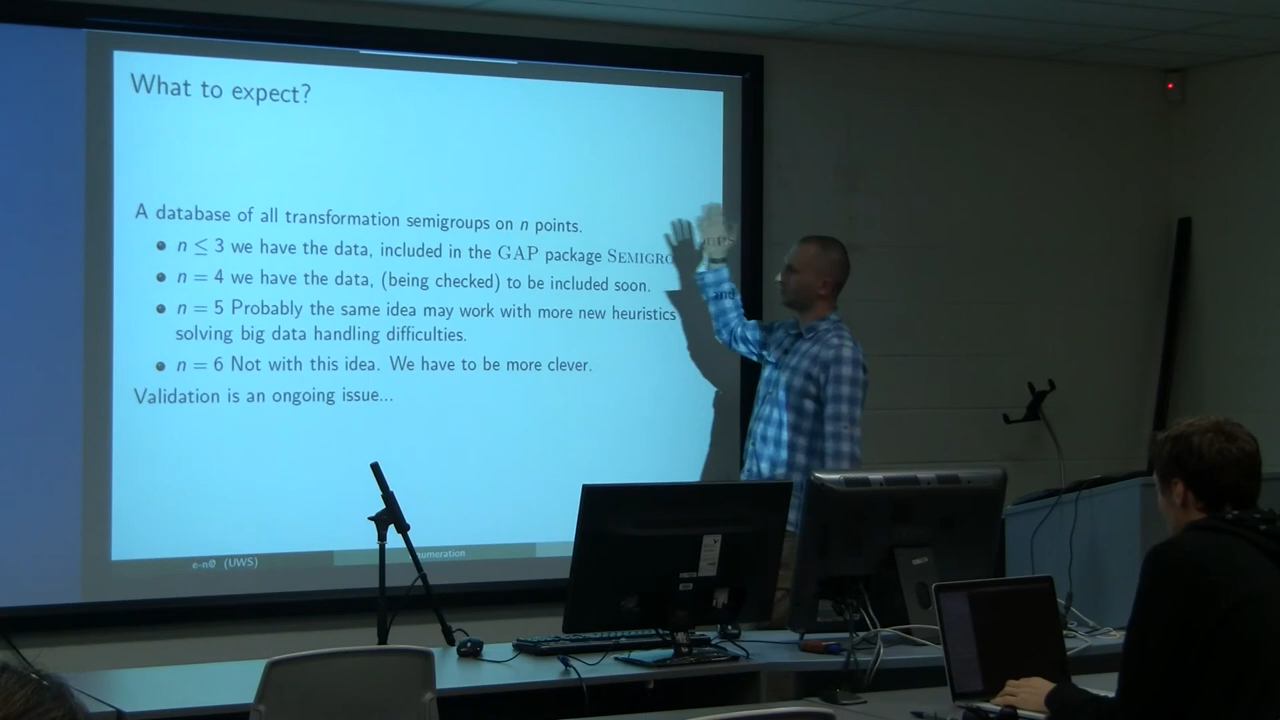 What to expect?
A database of all transformation semigroups on n points.
n ≤ 3 we have the data, included in the GAP package SEMIGROUPS
n = 4 we have the data, (being checked) to be included soon.
n = 5 Probably the same idea may work with more new heuristics and
solving big data handling difficulties.
n = 6 Not with this idea. We have to be more clever.
Validation is an ongoing issue...
e-n@ (UWS)
enumeration